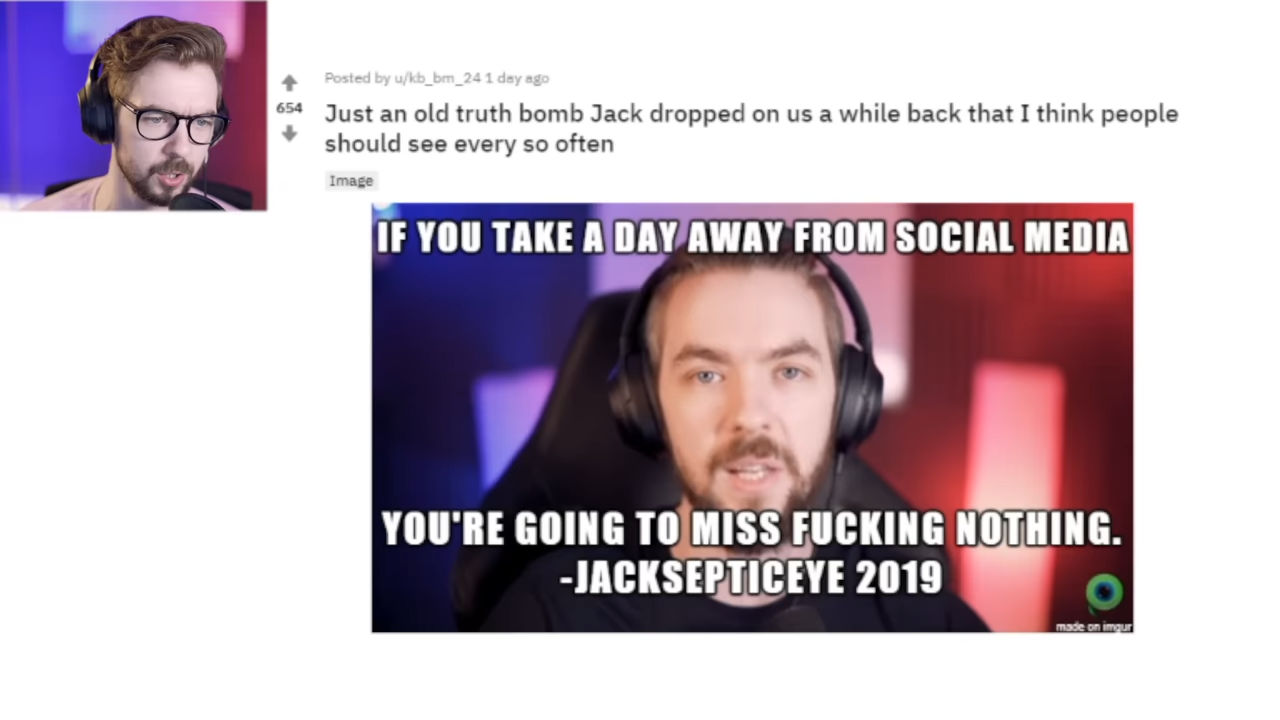 Posted by u/kb_bm_24 1 day ago
654
Just an old truth bomb Jack dropped on us a while back that I think people
should see every so often
Image
IF YOU TAKE A DAY AWAY FROM SOCIAL MEDIA
YOU'RE GOING TO MISS FUCKING NOTHING.
-JACKSEPTICEYE 2019
made on imgur